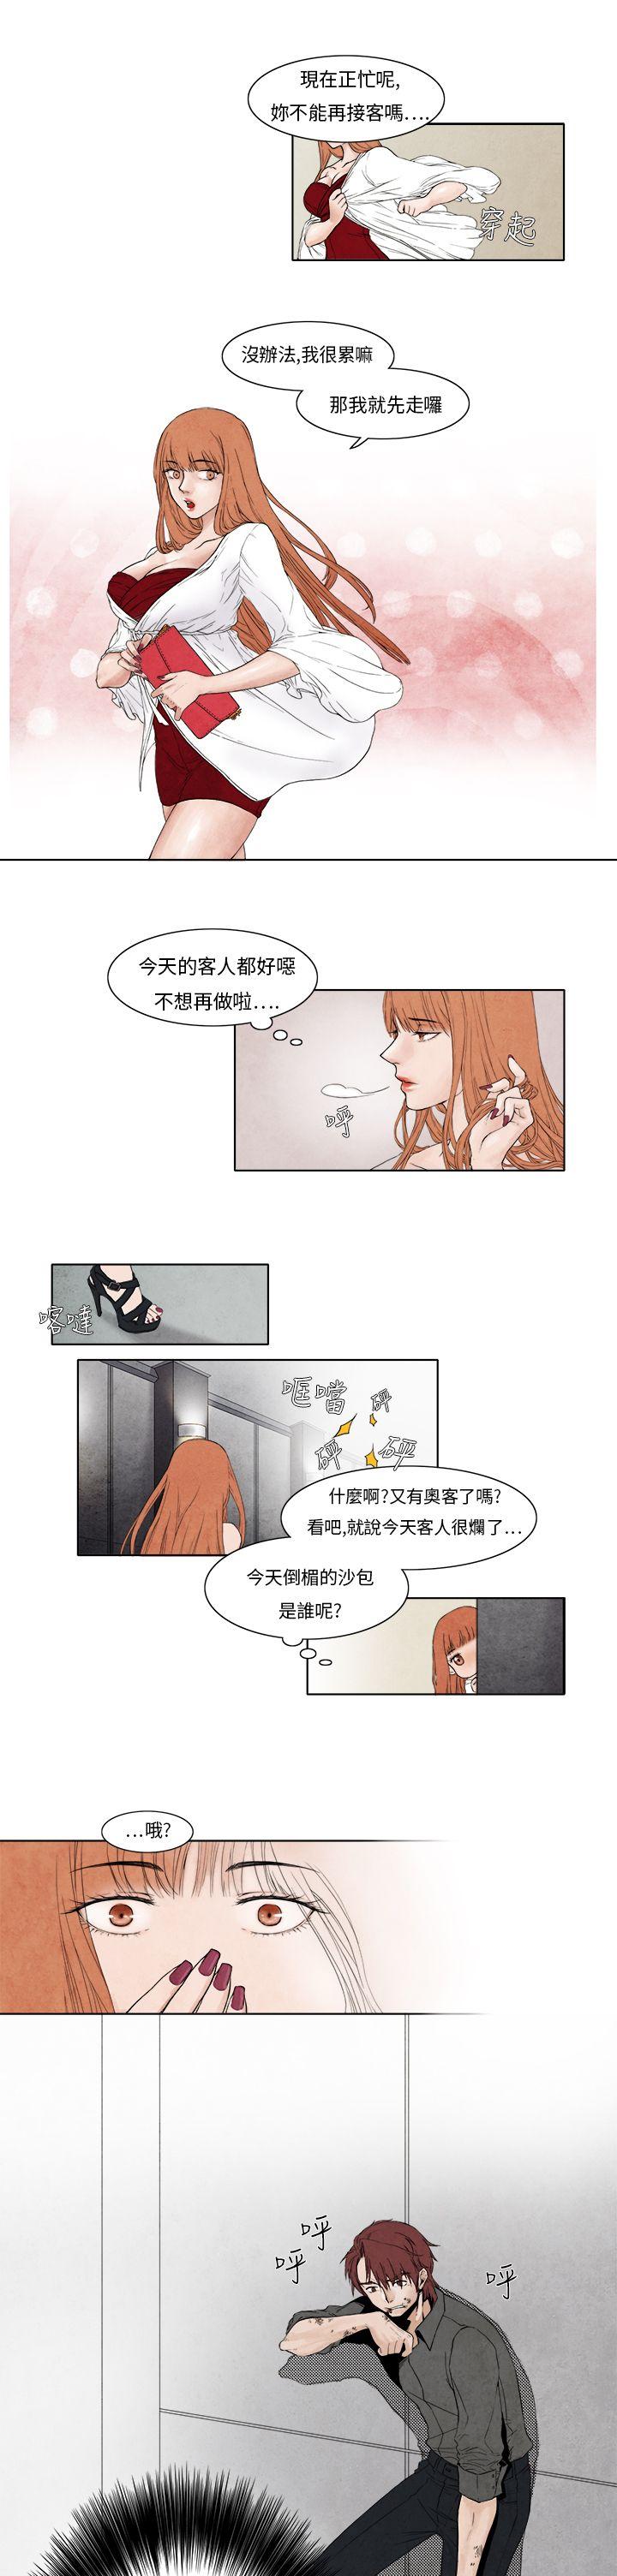 現在正忙呢,
妳不能再接客嗎....
穿起
沒辦法,我很累嘛
那我就先走囉
今天的客人都好噁
不想再做啦....
呼
喀噠
哐噹
砰
砰
砰
什麼啊?又有奧客了嗎?
看吧,就說今天客人很爛了...
今天倒楣的沙包
是誰呢?
...哦?
呼
呼
呼